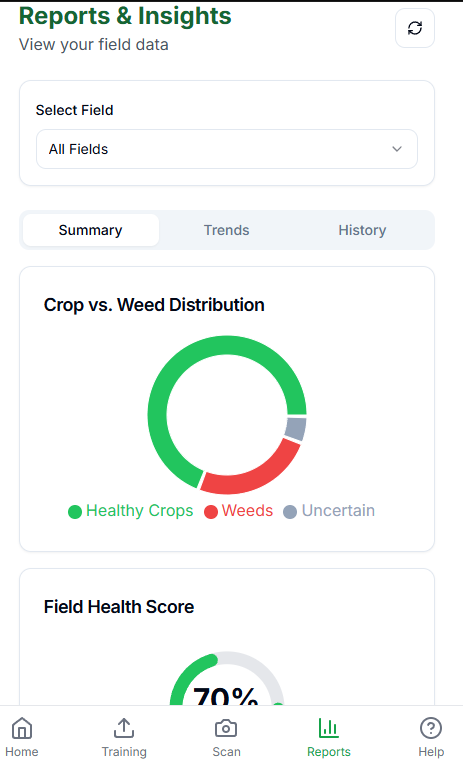 Reports & Insights
View your field data
Select Field
All Fields
Summary Trends History
Crop vs. Weed Distribution
Healthy Crops Weeds Uncertain
Field Health Score
70%
Home Training Scan Reports Help